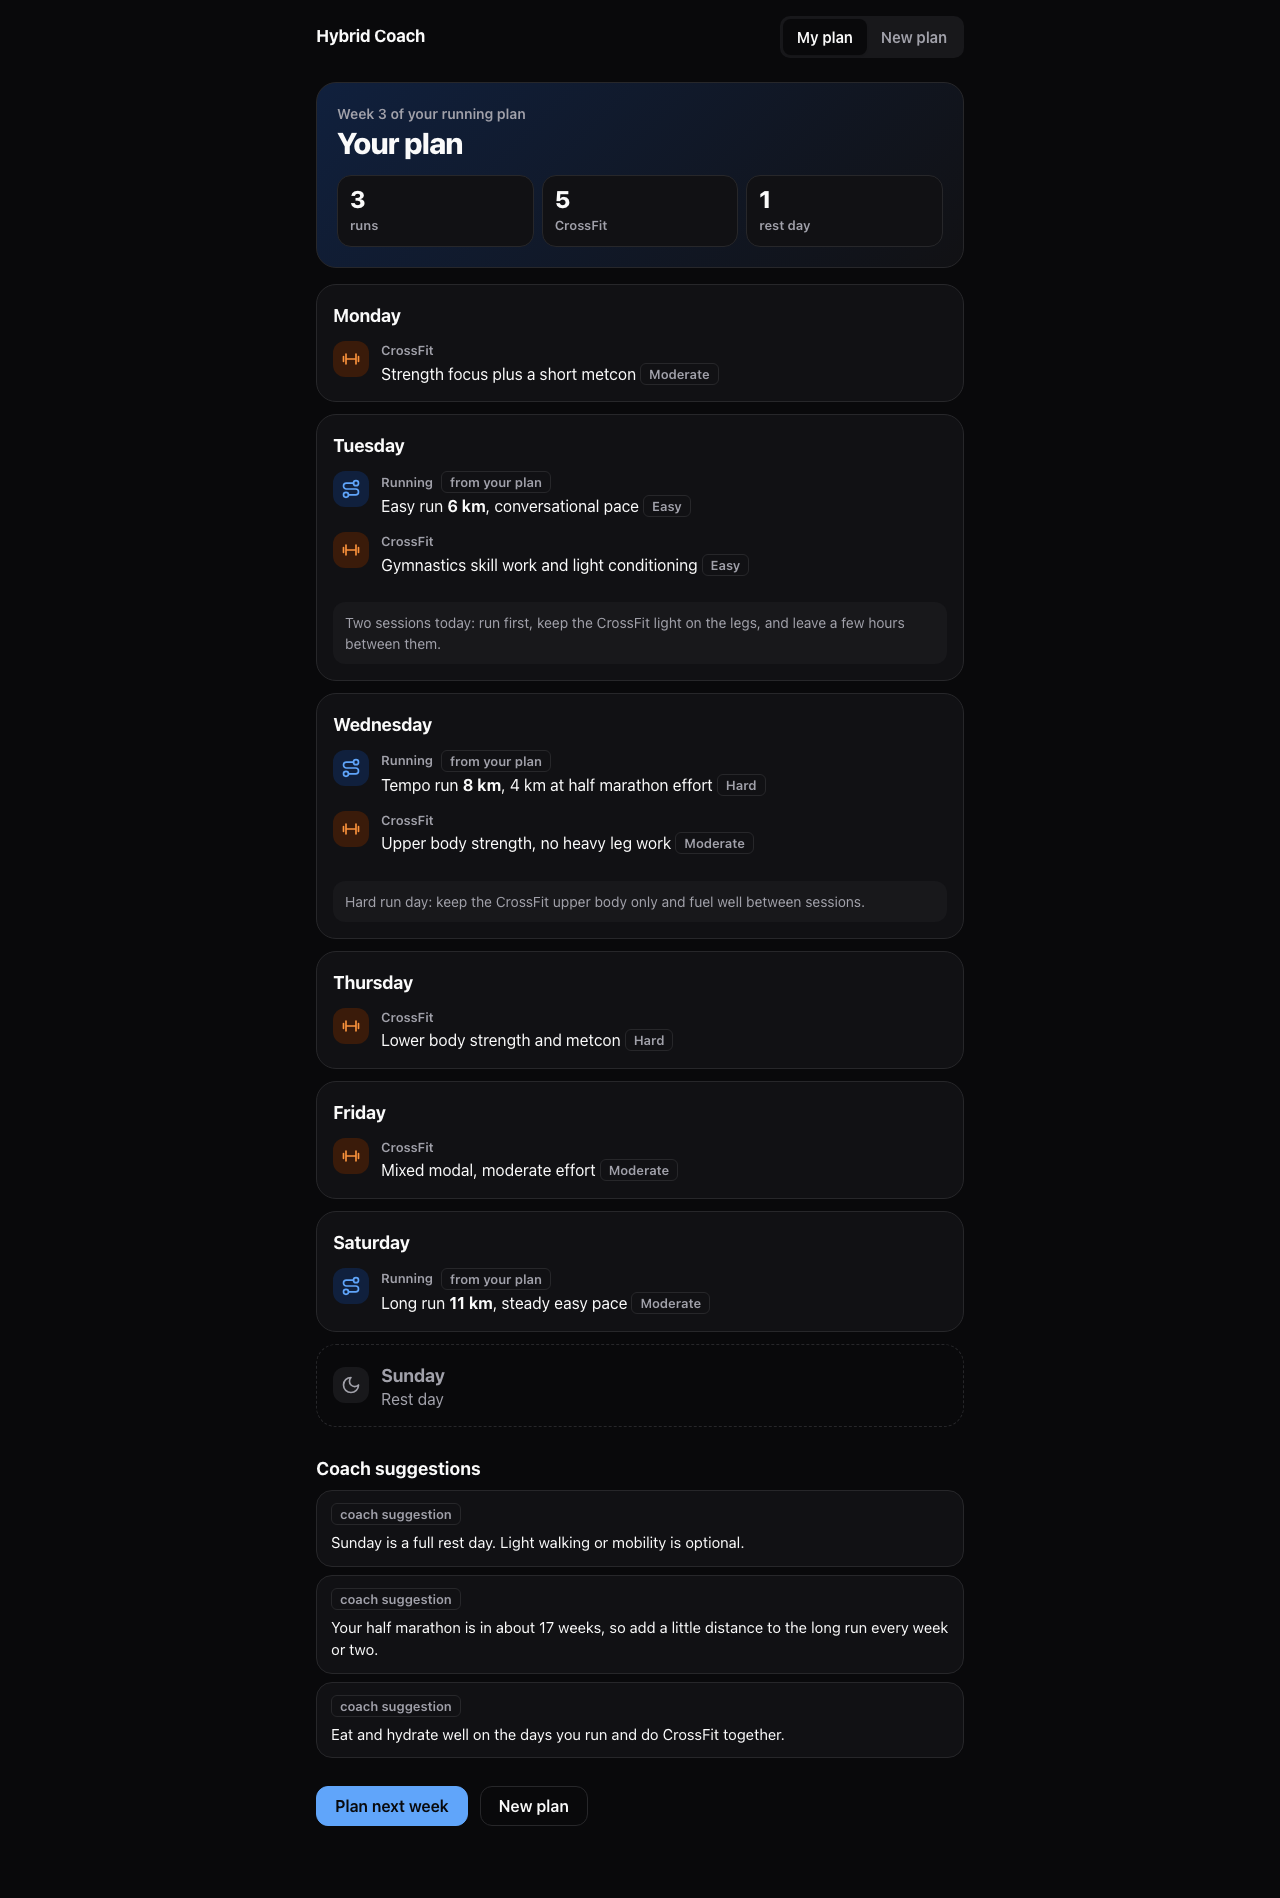 Hybrid Coach
My plan
New plan
Week 3 of your running plan
Your plan
3
runs
5
CrossFit
1
rest day
Monday
CrossFit
Strength focus plus a short metcon Moderate
Tuesday
Running from your plan
Easy run 6 km, conversational pace Easy
CrossFit
Gymnastics skill work and light conditioning Easy
Two sessions today: run first, keep the CrossFit light on the legs, and leave a few hours
between them.
Wednesday
Running from your plan
Tempo run 8 km, 4 km at half marathon effort Hard
CrossFit
Upper body strength, no heavy leg work Moderate
Hard run day: keep the CrossFit upper body only and fuel well between sessions.
Thursday
CrossFit
Lower body strength and metcon Hard
Friday
CrossFit
Mixed modal, moderate effort Moderate
Saturday
Running from your plan
Long run 11 km, steady easy pace Moderate
Sunday
Rest day
Coach suggestions
coach suggestion
Sunday is a full rest day. Light walking or mobility is optional.
coach suggestion
Your half marathon is in about 17 weeks, so add a little distance to the long run every week
or two.
coach suggestion
Eat and hydrate well on the days you run and do CrossFit together.
Plan next week
New plan